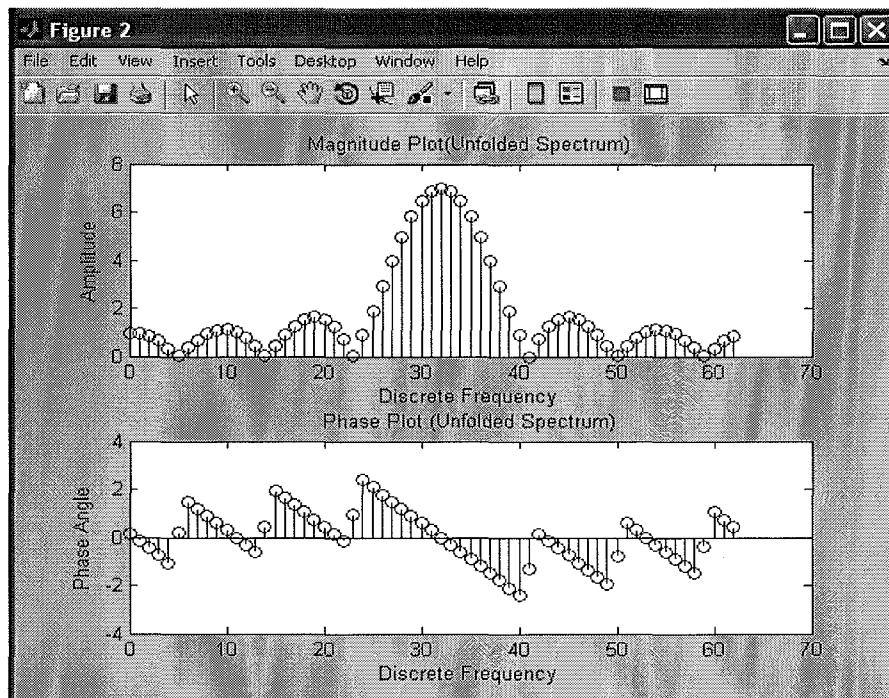 Figure 2
File Edit View Insert Tools Desktop Window Help
Magnitude Plot(Unfolded Spectrum)
8
6
4
2
0
Amplitude
0 10 20 30 40 50 60 70
Discrete Frequency
Phase Plot (Unfolded Spectrum)
4
2
0
-2
-4
Phase Angle
0 10 20 30 40 50 60 70
Discrete Frequency